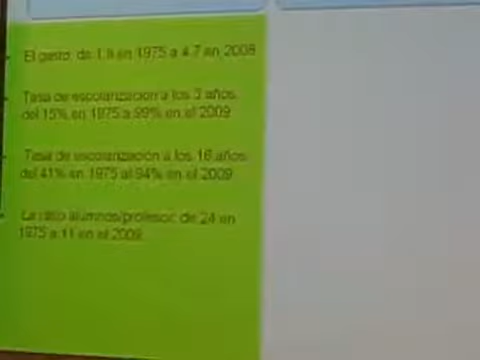 El gasto, de 1.8 en 1975 a 4.7 en 2008
Tasa de escolarización a los 3 años,
del 15% en 1975 a 99% en el 2009
Tasa de escolarización a los 16 años,
del 41% en 1975 al 94% en el 2009
La ratio alumnos/profesor, de 24 en
1975 a 11 en el 2009